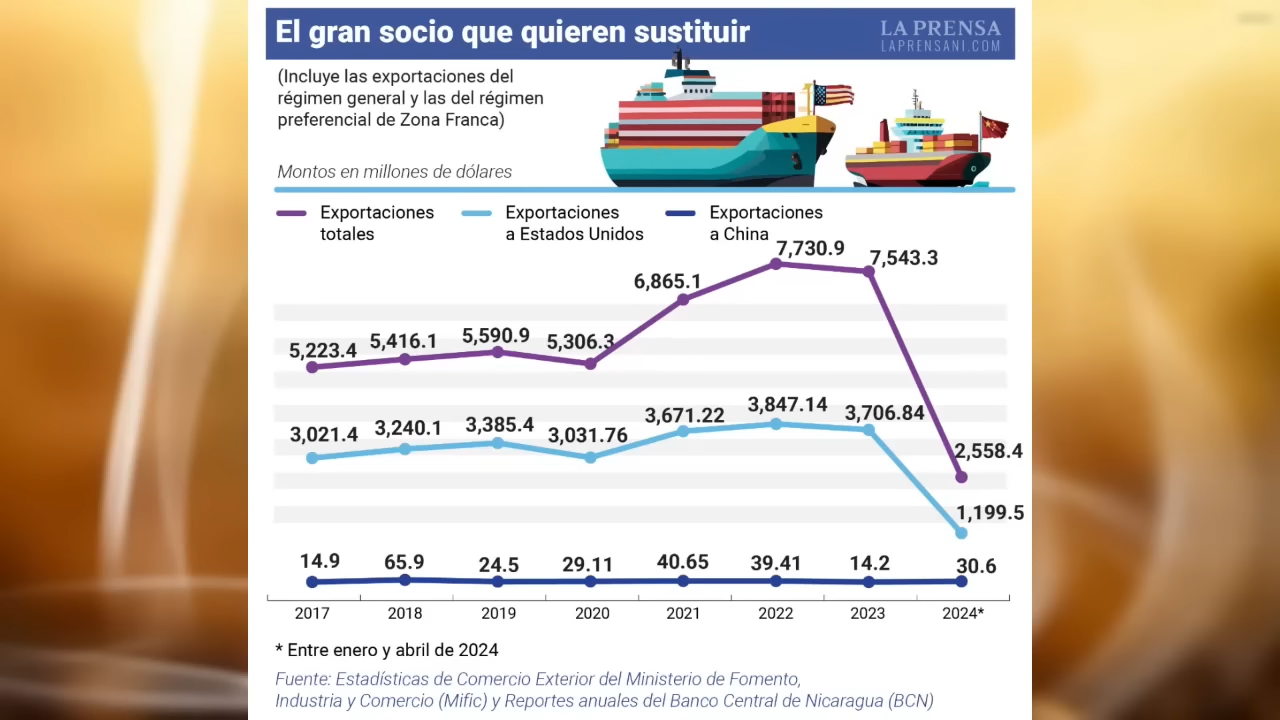 El gran socio que quieren sustituir
LA PRENSA
LAPRENSANI.COM
(Incluye las exportaciones del
régimen general y las del régimen
preferencial de Zona Franca)
Montos en millones de dólares
Exportaciones
totales
Exportaciones
a Estados Unidos
Exportaciones
a China
5,223.4
5,416.1
5,590.9
5,306.3
6,865.1
7,730.9
7,543.3
2,558.4
3,021.4
3,240.1
3,385.4
3,031.76
3,671.22
3,847.14
3,706.84
1,199.5
14.9
65.9
24.5
29.11
40.65
39.41
14.2
30.6
2017
2018
2019
2020
2021
2022
2023
2024*
* Entre enero y abril de 2024
Fuente: Estadísticas de Comercio Exterior del Ministerio de Fomento,
Industria y Comercio (Mific) y Reportes anuales del Banco Central de Nicaragua (BCN)